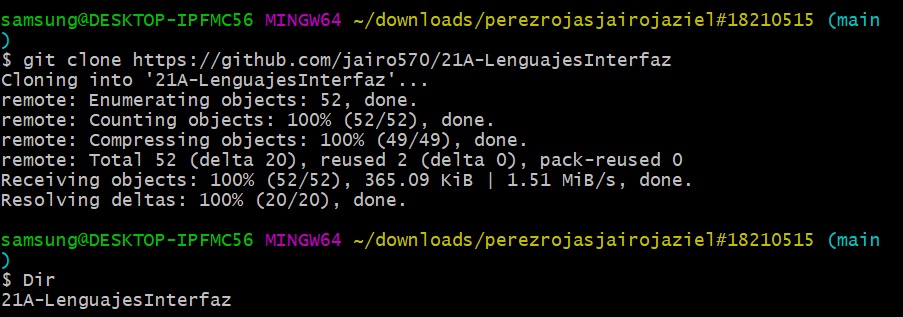 samsung@DESKTOP-IPFMC56 MINGW64 ~/downloads/perezrojasjairojaziel#18210515 (main
)
$ git clone https://github.com/jairo570/21A-LenguajesInterfaz
Cloning into '21A-LenguajesInterfaz'...
remote: Enumerating objects: 52, done.
remote: Counting objects: 100% (52/52), done.
remote: Compressing objects: 100% (49/49), done.
remote: Total 52 (delta 20), reused 2 (delta 0), pack-reused 0
Receiving objects: 100% (52/52), 365.09 KiB | 1.51 MiB/s, done.
Resolving deltas: 100% (20/20), done.
samsung@DESKTOP-IPFMC56 MINGW64 ~/downloads/perezrojasjairojaziel#18210515 (main
)
$ Dir
21A-LenguajesInterfaz